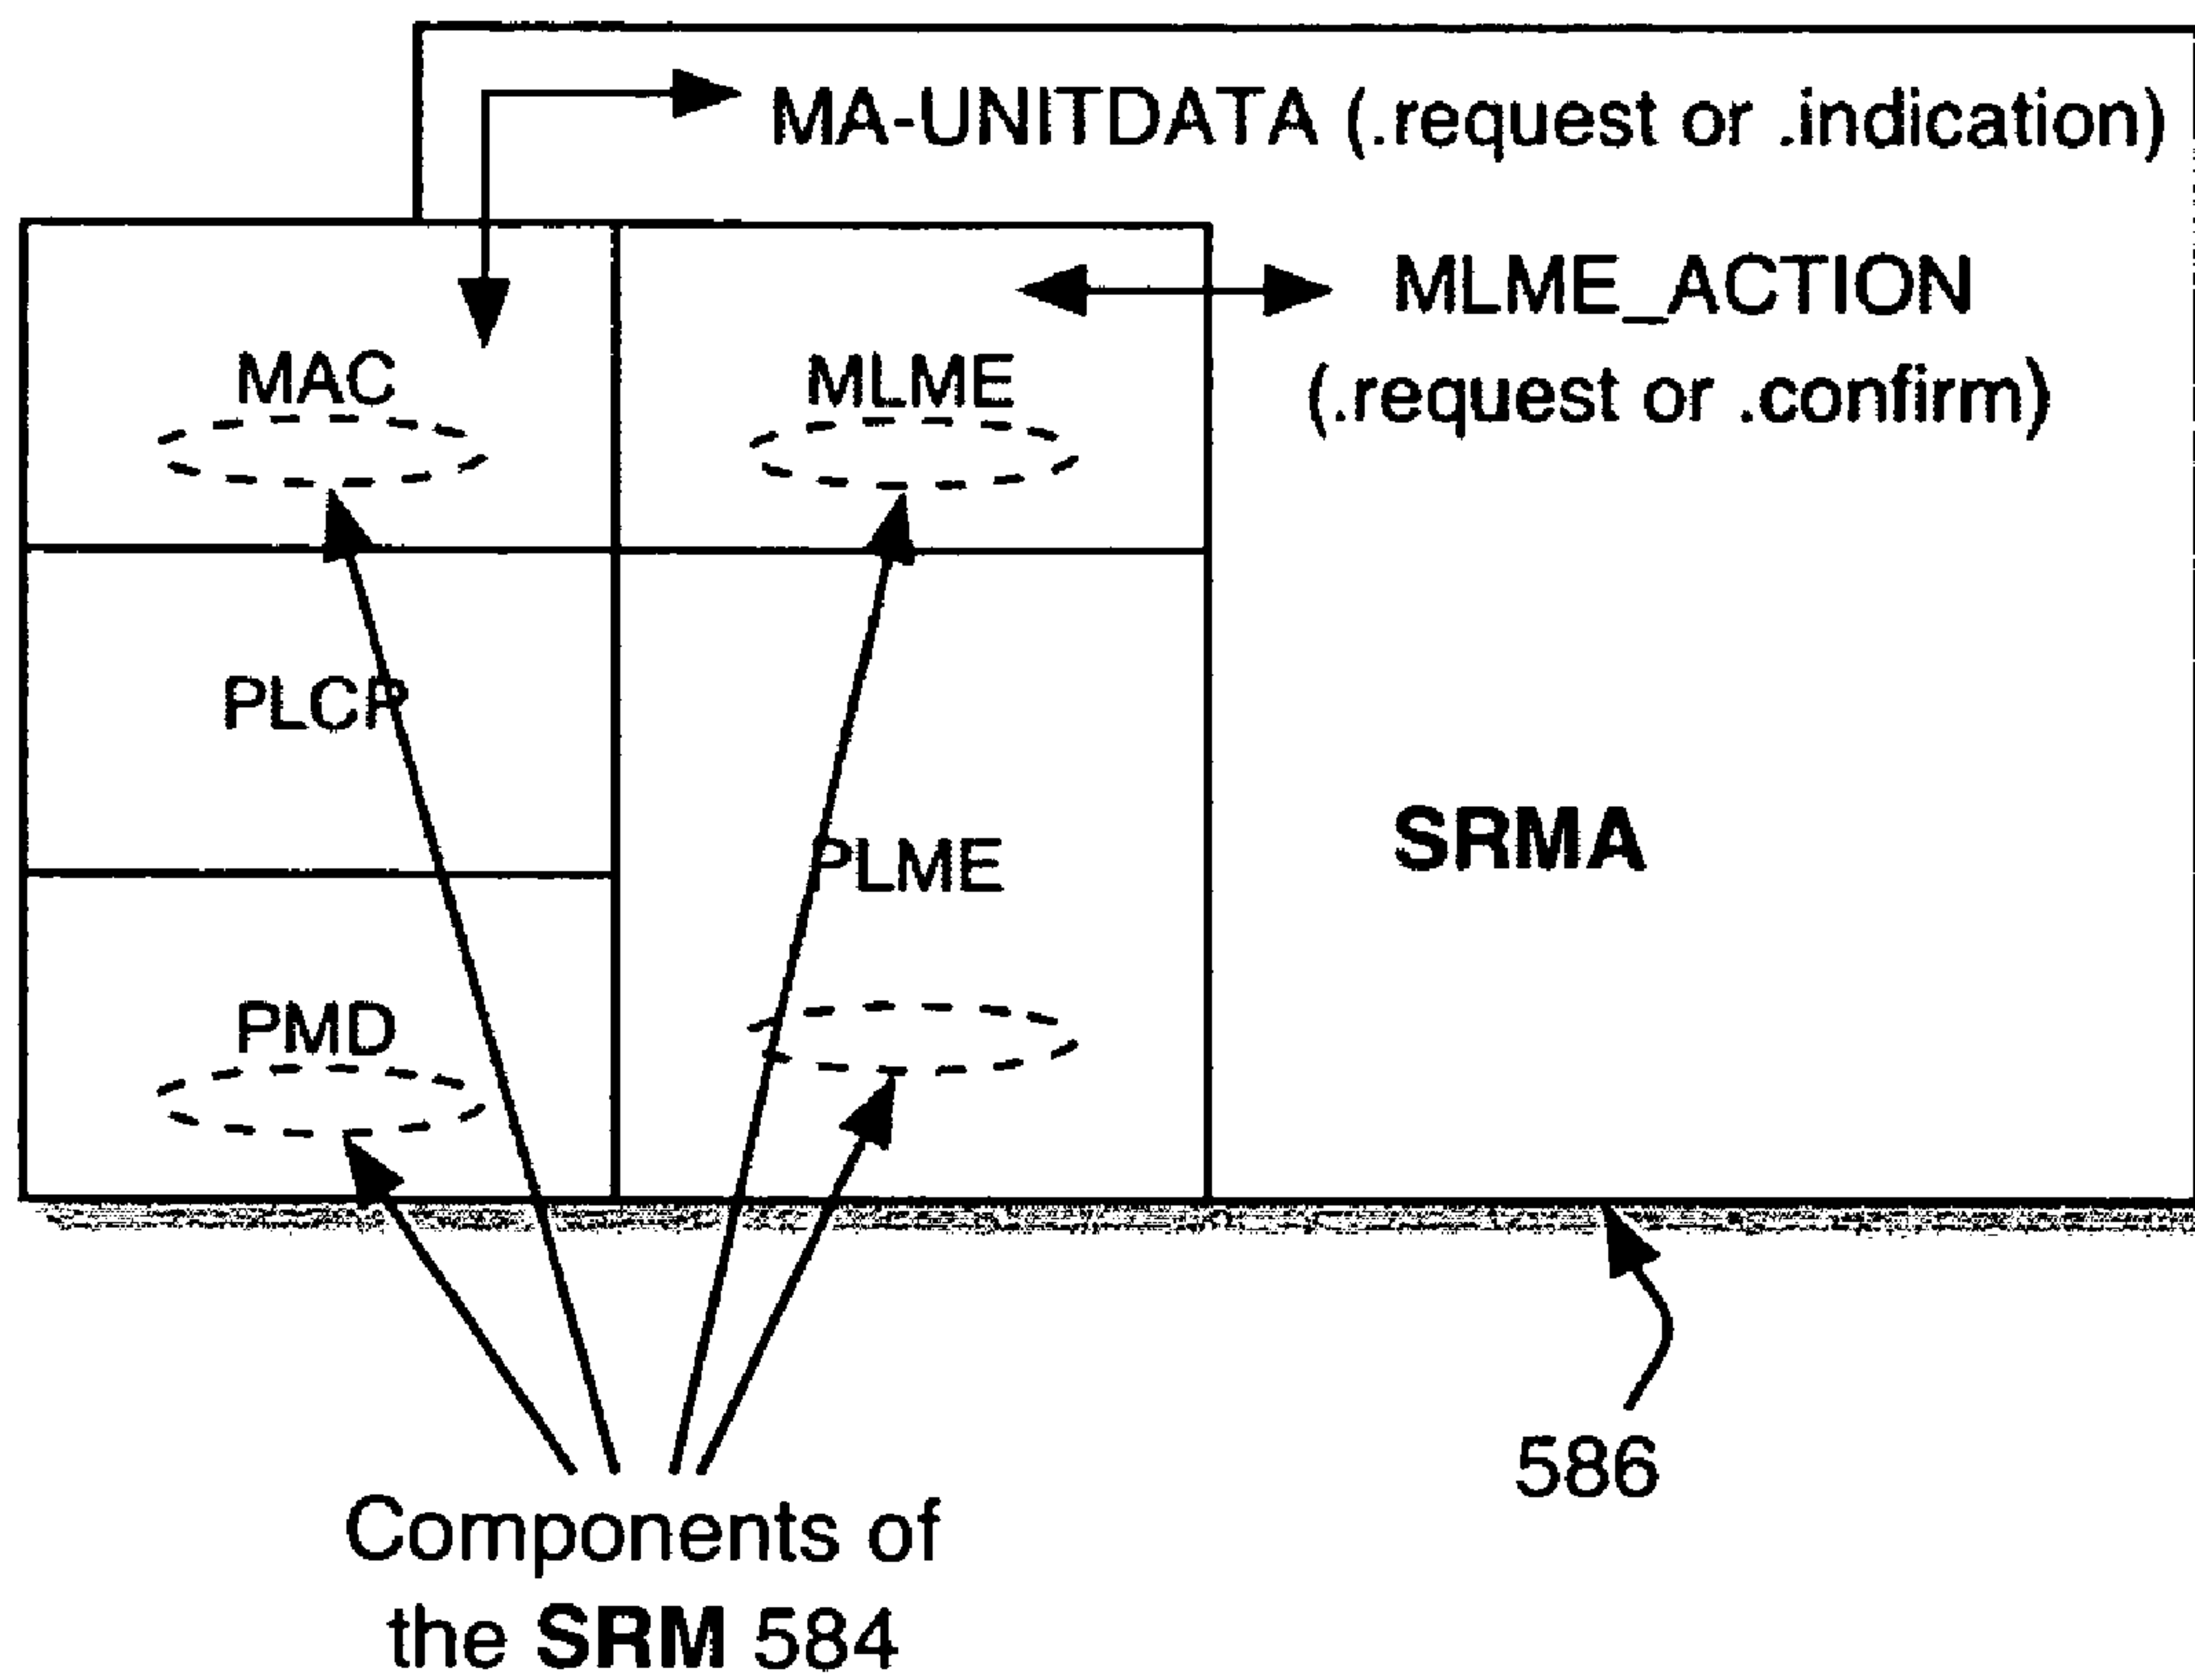 MA-UNITDATA (.request or .indication)
MLME_ACTION
(.request or .confirm)
MAC
MLME
PLCP
PLME
SRMA
PMD
586
Components of
the SRM 584